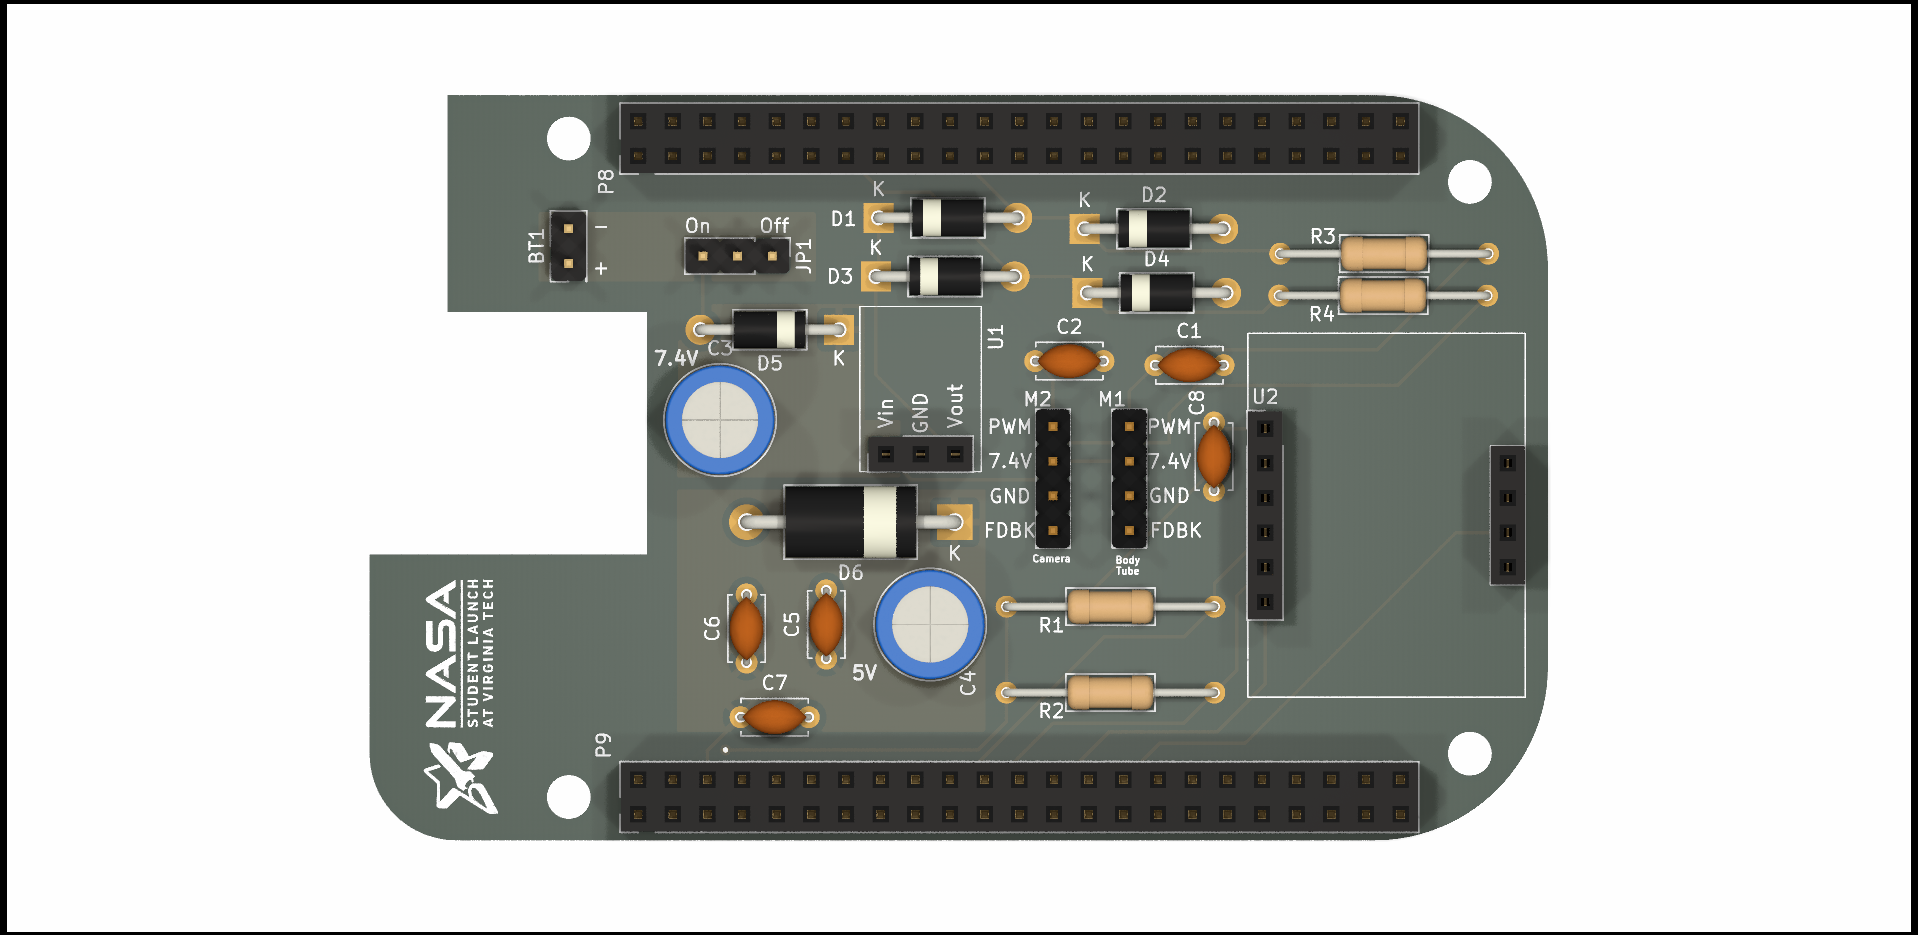 P8
K
D2
K
D1
On
Off
BT1
−
+
JP1
K
D3
K
D4
R3
R4
C3
7.4V
D5
K
U1
C2
C1
Vin
GND
Vout
M2
M1
C8
U2
PWM
PWM
7.4V
7.4V
GND
GND
FDBK
FDBK
Camera
Body
Tube
K
D6
C6
C5
5V
C4
C7
R1
R2
P9
NASA
STUDENT LAUNCH
AT VIRGINIA TECH